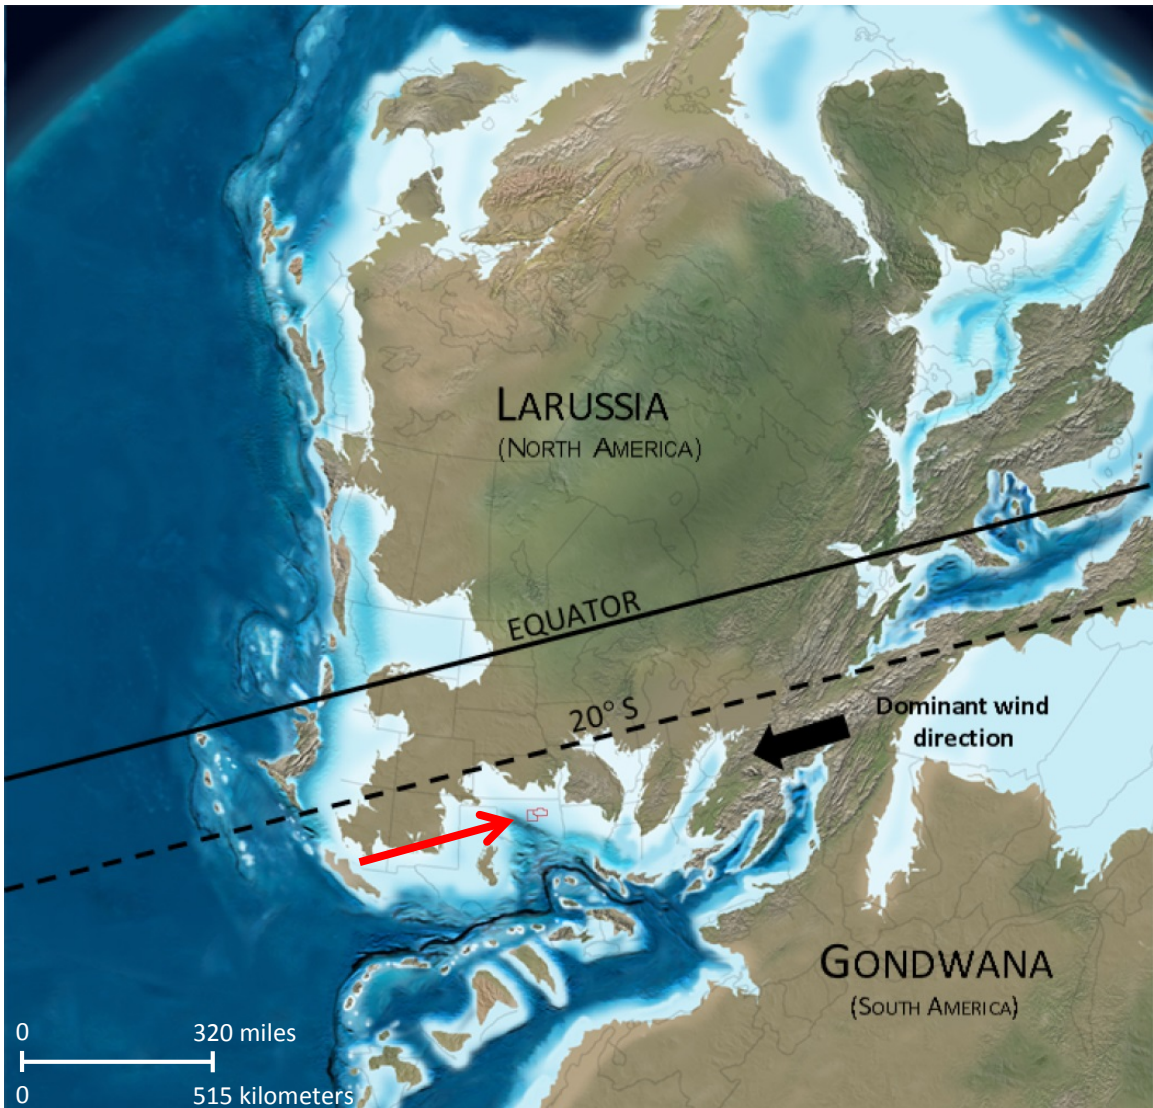 LARUSSIA
(NORTH AMERICA)
EQUATOR
20° S
Dominant wind
direction
GONDWANA
(SOUTH AMERICA)
0 320 miles
0 515 kilometers